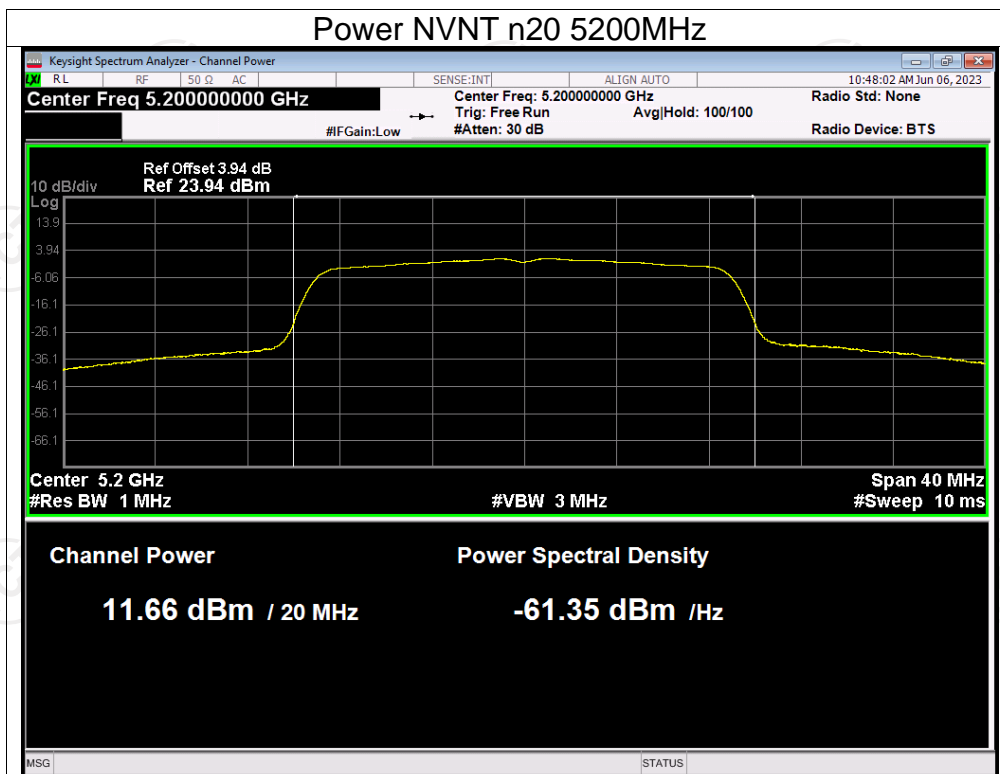 Power NVNT n20 5200MHz
Keysight Spectrum Analyzer - Channel Power
LXI RL RF 50 Ω AC SENSE:INT ALIGN AUTO 10:48:02 AM Jun 06, 2023
Center Freq 5.200000000 GHz
Center Freq: 5.200000000 GHz Radio Std: None
Trig: Free Run Avg|Hold: 100/100
#IFGain:Low #Atten: 30 dB Radio Device: BTS
Ref Offset 3.94 dB
10 dB/div Ref 23.94 dBm
Log
13.9
3.94
-6.06
-16.1
-26.1
-36.1
-46.1
-56.1
-66.1
Center 5.2 GHz Span 40 MHz
#Res BW 1 MHz #VBW 3 MHz #Sweep 10 ms
Channel Power Power Spectral Density
11.66 dBm / 20 MHz -61.35 dBm /Hz
MSG STATUS